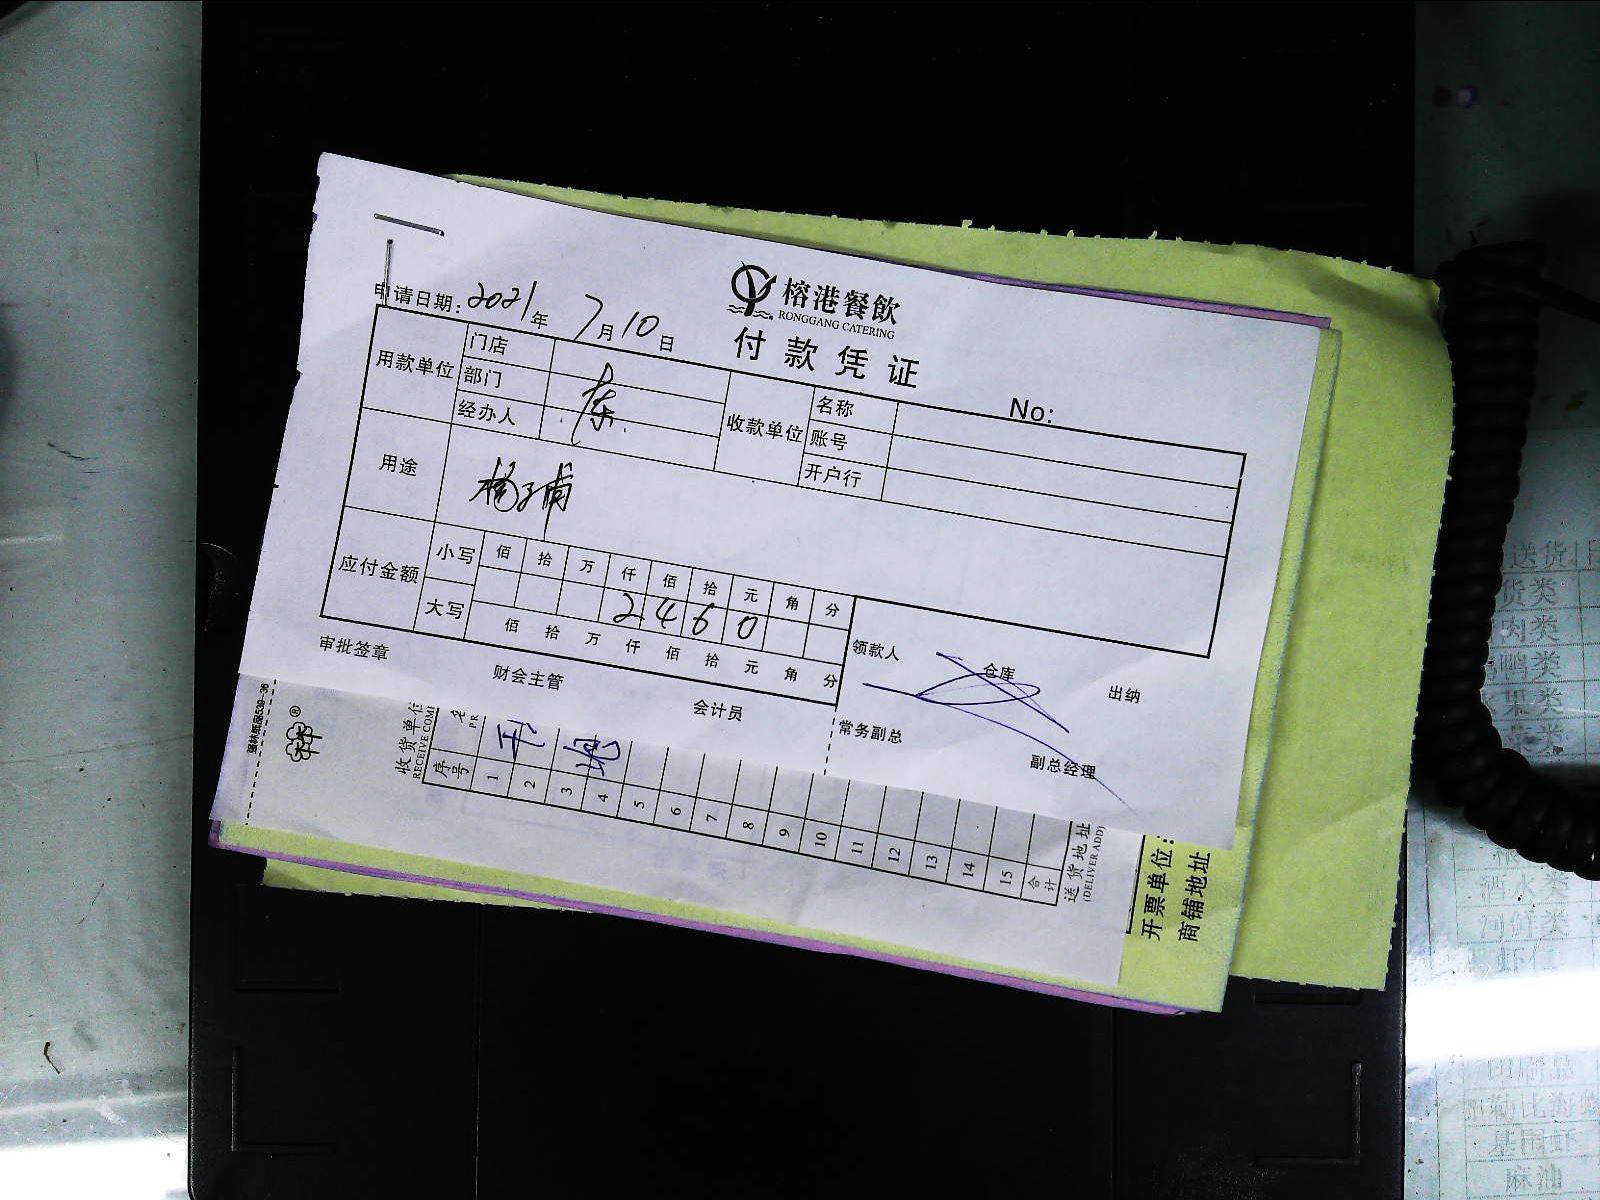 榕港餐飲
RONGGANG CATERING
付款凭证
申请日期: 2021 年 7 月 10 日
No:
用款单位 门店
部门 东
经办人
收款单位 名称
账号
开户行
用途
应付金额 小写 佰 拾 万 仟 佰 拾 元 角 分
2 4 6 0
大写 佰 拾 万 仟 佰 拾 元 角 分
领款人 仓库 出纳
审批签章 财会主管 会计员 常务副总 副总经理
收货单位
RECEIVE COM
序号
1 2 3 4 5 6 7 8 9 10 11 12 13 14 15 合计
送货地址
(DELIVER ADD)
开票单位:
商铺地址
送货
货类
肉类
鸭类
果类
类
酒水类
河鲜类
虾仁
麻油